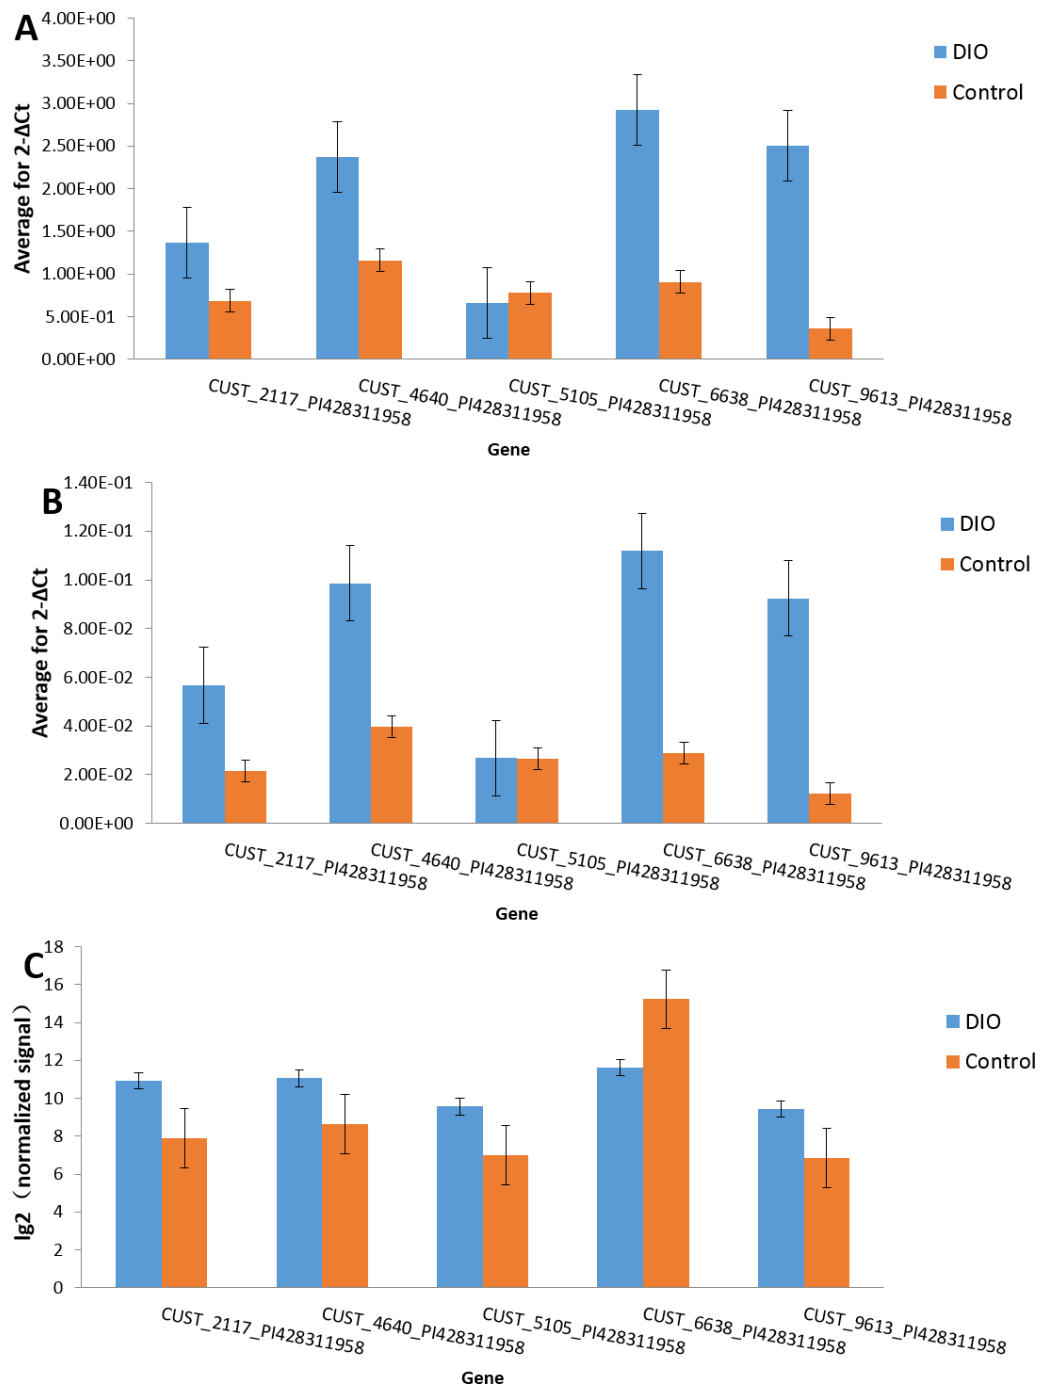 A
4.00E+00
3.50E+00
3.00E+00
2.50E+00
2.00E+00
1.50E+00
1.00E+00
5.00E-01
0.00E+00
Average for 2-ΔCt
DIO
Control
CUST_2117_PI428311958
CUST_4640_PI428311958
CUST_5105_PI428311958
CUST_6638_PI428311958
CUST_9613_PI428311958
Gene
B
1.40E-01
1.20E-01
1.00E-01
8.00E-02
6.00E-02
4.00E-02
2.00E-02
0.00E+00
Average for 2-ΔCt
DIO
Control
CUST_2117_PI428311958
CUST_4640_PI428311958
CUST_5105_PI428311958
CUST_6638_PI428311958
CUST_9613_PI428311958
Gene
C
18
16
14
12
10
8
6
4
2
0
lg2（normalized signal）
DIO
Control
CUST_2117_PI428311958
CUST_4640_PI428311958
CUST_5105_PI428311958
CUST_6638_PI428311958
CUST_9613_PI428311958
Gene